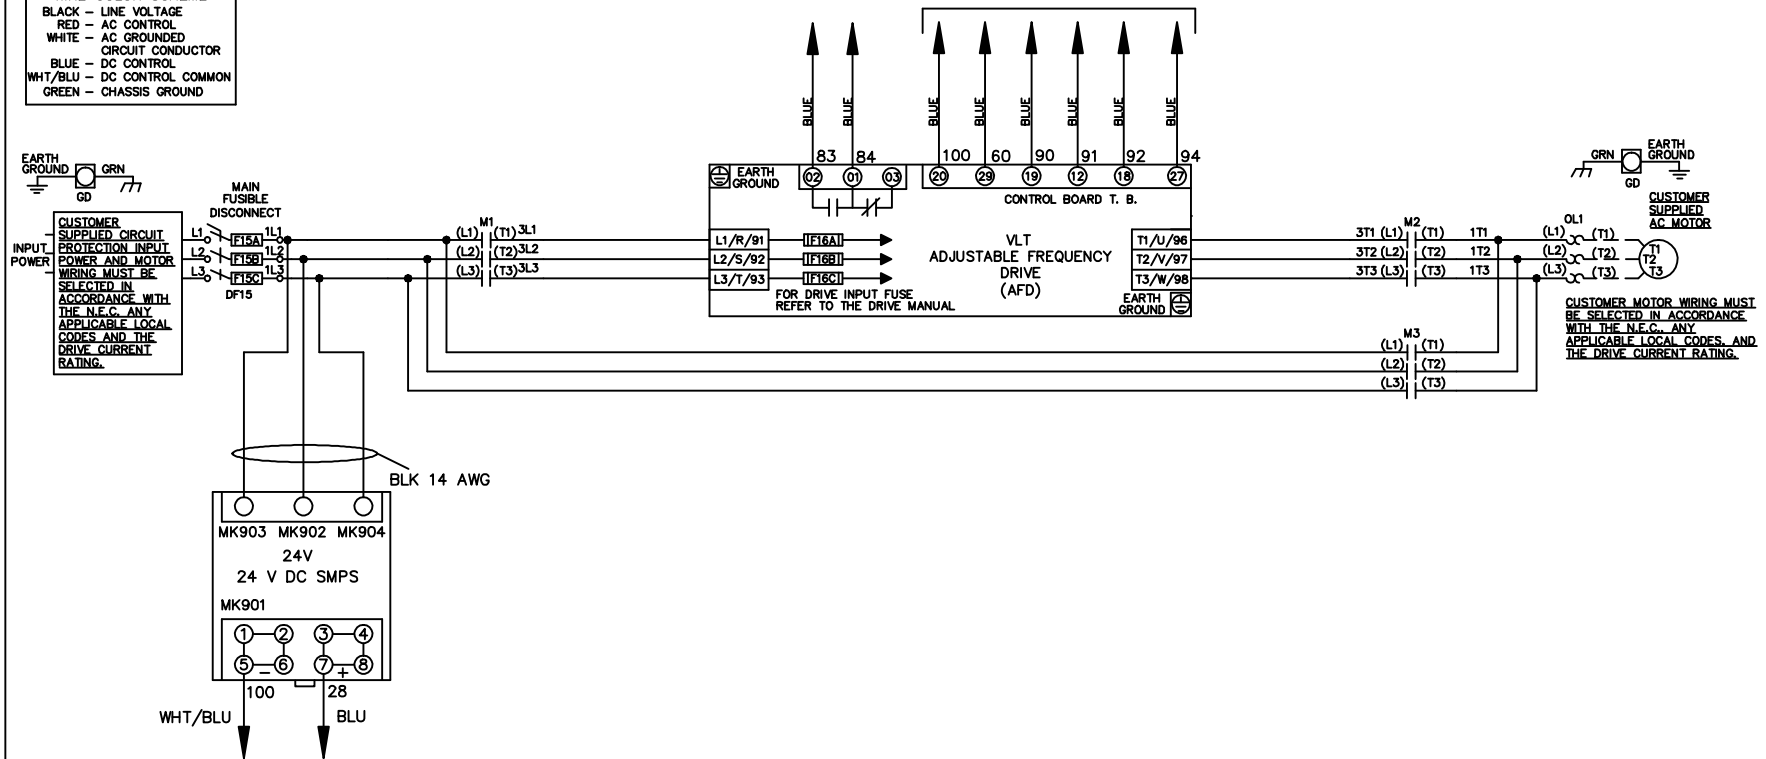 BLACK – LINE VOLTAGE
RED – AC CONTROL
WHITE – AC GROUNDED
CIRCUIT CONDUCTOR
BLUE – DC CONTROL
WHT/BLU – DC CONTROL COMMON
GREEN – CHASSIS GROUND
BLUE
BLUE
BLUE
BLUE
BLUE
BLUE
BLUE
BLUE
83
84
100
60
90
91
92
94
02
01
03
20
29
19
12
18
27
EARTH
GROUND
GRN
GD
MAIN
FUSIBLE
DISCONNECT
INPUT
POWER
CUSTOMER
SUPPLIED CIRCUIT
PROTECTION INPUT
POWER AND MOTOR
WIRING MUST BE
SELECTED IN
ACCORDANCE WITH
THE N.E.C. ANY
APPLICABLE LOCAL
CODES AND THE
DRIVE CURRENT
RATING.
L1 F15A 1L1
L2 F15B 1L2
L3 F15C 1L3
DF15
M1
(L1) (T1) 3L1
(L2) (T2) 3L2
(L3) (T3) 3L3
EARTH
GROUND
CONTROL BOARD T. B.
L1/R/91
L2/S/92
L3/T/93
F16A
F16B
F16C
FOR DRIVE INPUT FUSE
REFER TO THE DRIVE MANUAL
VLT
ADJUSTABLE FREQUENCY
DRIVE
(AFD)
T1/U/96
T2/V/97
T3/W/98
EARTH
GROUND
M2
3T1 (L1) (T1) 1T1
3T2 (L2) (T2) 1T2
3T3 (L3) (T3) 1T3
M3
(L1) (T1)
(L2) (T2)
(L3) (T3)
GRN
EARTH
GROUND
GD
CUSTOMER
SUPPLIED
AC MOTOR
OL1
(L1) (T1)
(L2) (T2)
(L3) (T3)
T1
T2
T3
CUSTOMER MOTOR WIRING MUST
BE SELECTED IN ACCORDANCE
WITH THE N.E.C., ANY
APPLICABLE LOCAL CODES, AND
THE DRIVE CURRENT RATING.
BLK 14 AWG
MK903 MK902 MK904
24V
24 V DC SMPS
MK901
1 2 3 4
5 – 6 7 + 8
100
28
WHT/BLU
BLU